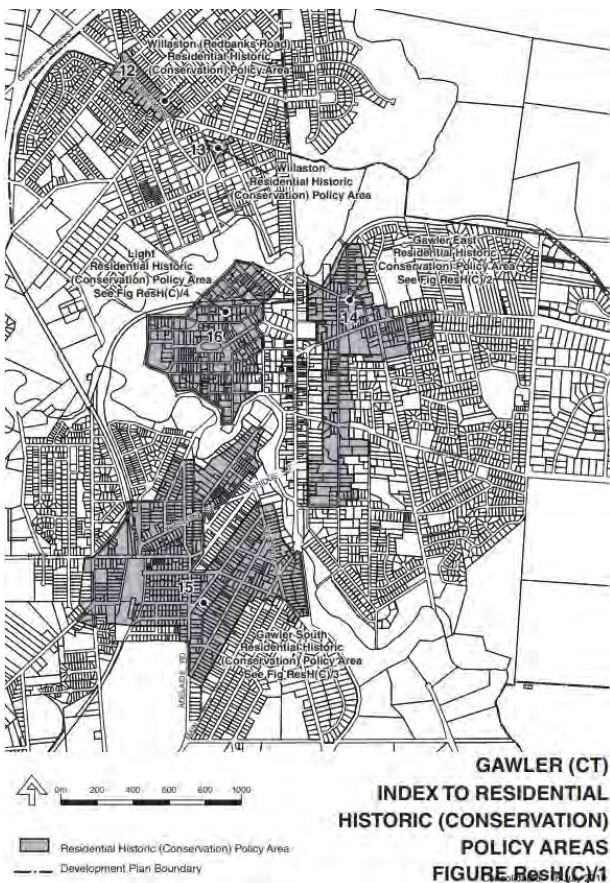 Willaston (Redbanks Road)
Residential Historic
(Conservation) Policy Area
12
13
Willaston
Residential Historic
(Conservation) Policy Area
Light
Residential Historic
(Conservation) Policy Area
See Fig ResH(C)/4
16
Gawler East
Residential Historic
(Conservation) Policy Area
See Fig ResH(C)/2
14
15
Gawler South
Residential Historic
(Conservation) Policy Area
See Fig ResH(C)/3
ADELAIDE RD
0m 200 400 600 800 1000
Residential Historic (Conservation) Policy Area
Development Plan Boundary
GAWLER (CT)
INDEX TO RESIDENTIAL
HISTORIC (CONSERVATION)
POLICY AREAS
FIGURE ResH(C)/1